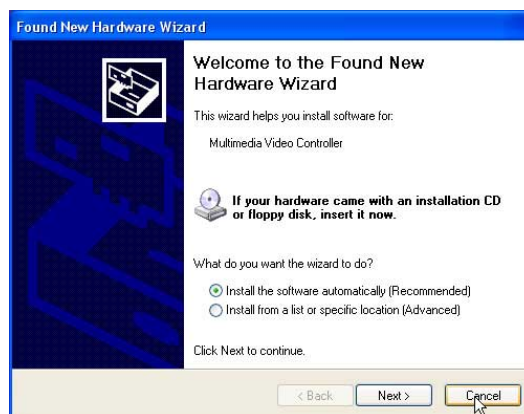 Found New Hardware Wizard
Welcome to the Found New
Hardware Wizard
This wizard helps you install software for:
Multimedia Video Controller
If your hardware came with an installation CD
or floppy disk, insert it now.
What do you want the wizard to do?
Install the software automatically (Recommended)
Install from a list or specific location (Advanced)
Click Next to continue.
< Back Next > Cancel